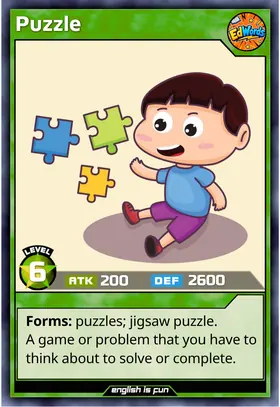 Puzzle
EdWords
LEVEL
6
ATK 200
DEF 2600
Forms: puzzles; jigsaw puzzle.
A game or problem that you have to
think about to solve or complete.
english is fun